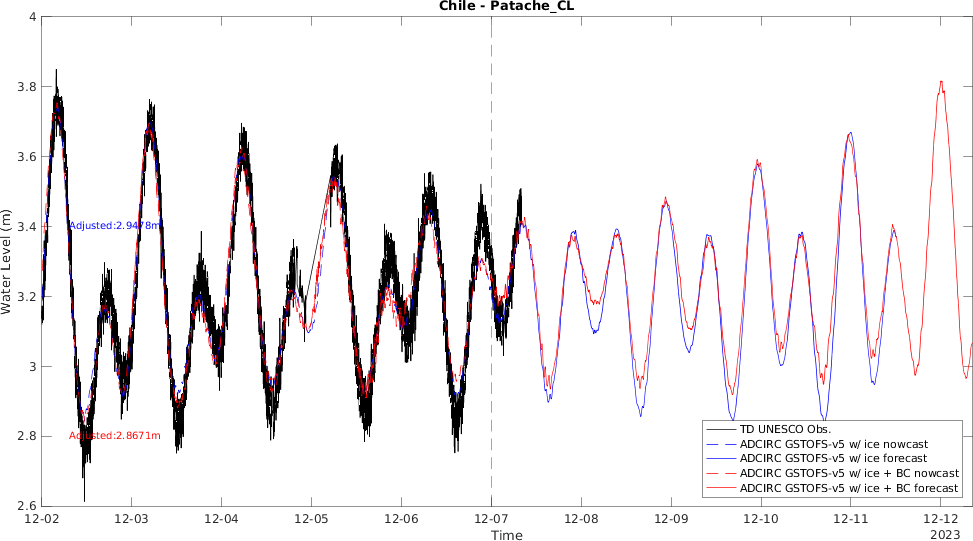 Chile - Patache_CL
Water Level (m)
4
3.8
3.6
3.4
3.2
3
2.8
2.6
Adjusted:2.9478m
Adjusted:2.8671m
TD UNESCO Obs.
ADCIRC GSTOFS-v5 w/ ice nowcast
ADCIRC GSTOFS-v5 w/ ice forecast
ADCIRC GSTOFS-v5 w/ ice + BC nowcast
ADCIRC GSTOFS-v5 w/ ice + BC forecast
12-02 12-03 12-04 12-05 12-06 12-07 12-08 12-09 12-10 12-11 12-12
2023
Time